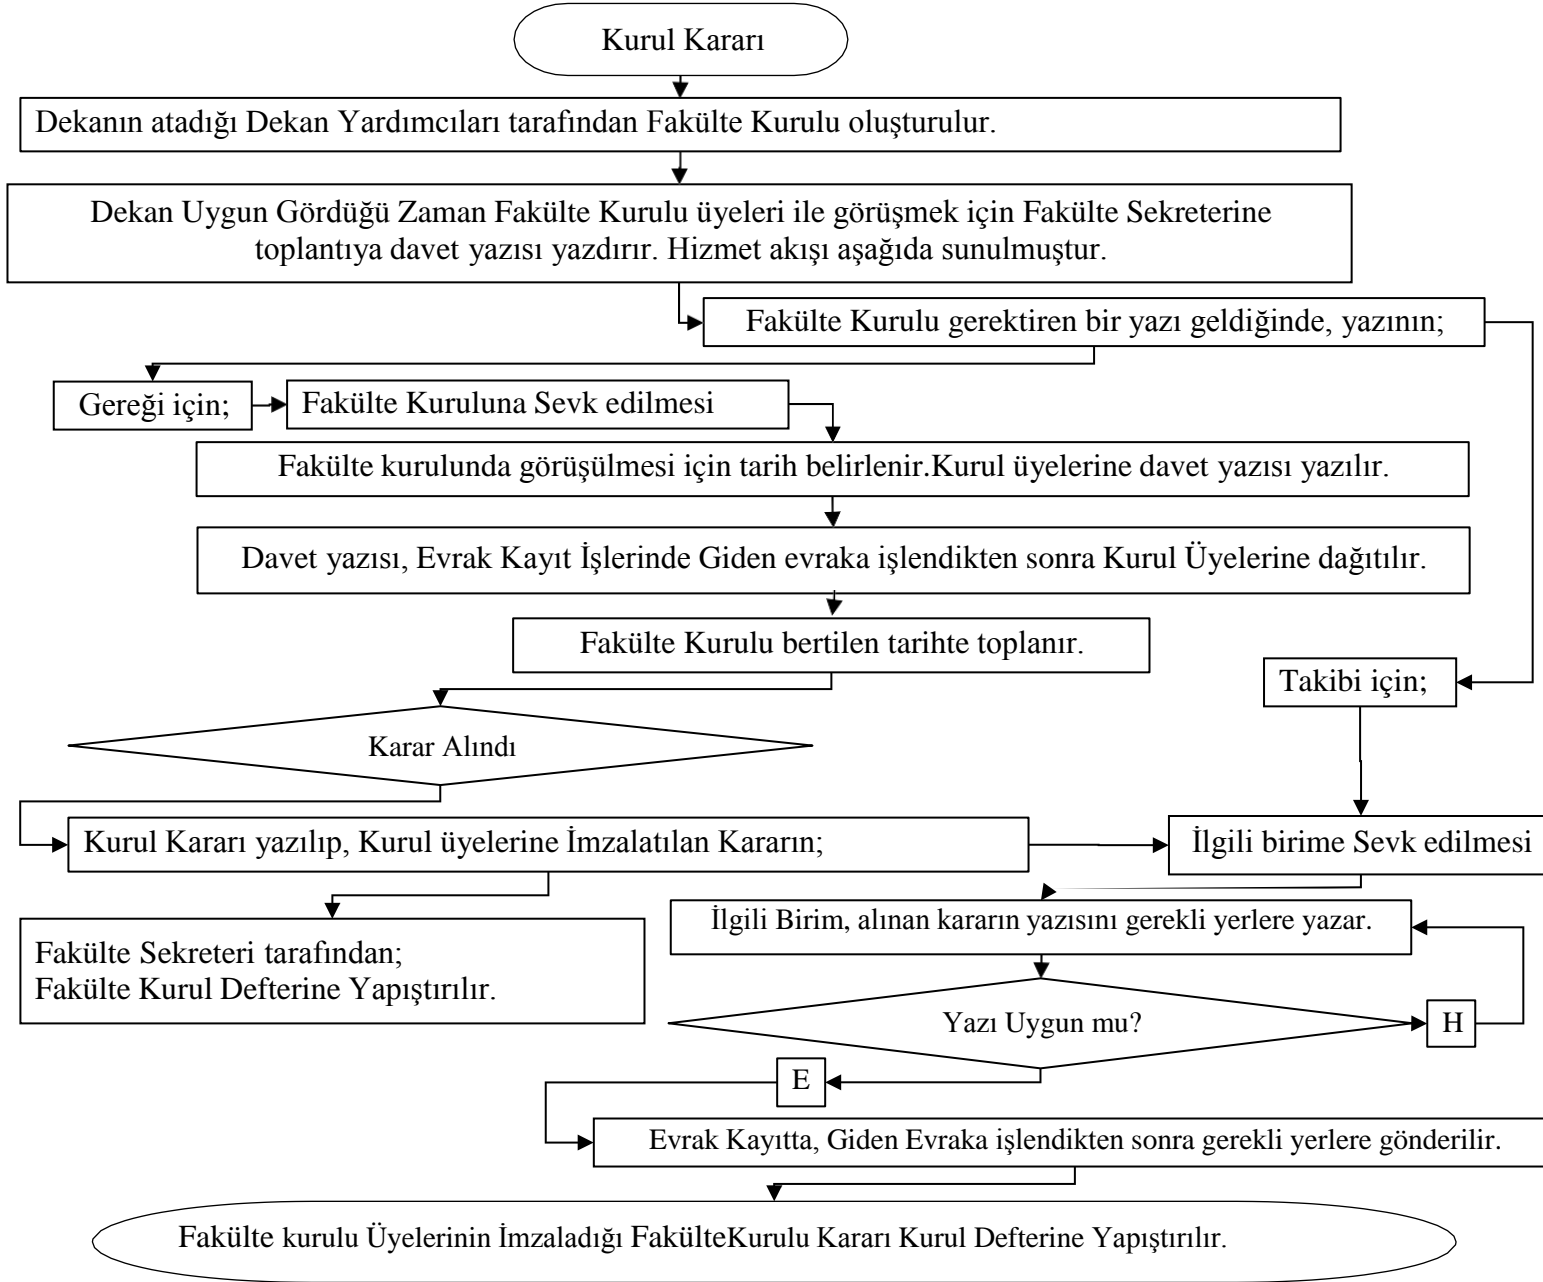 Kurul Kararı
Dekanın atadığı Dekan Yardımcıları tarafından Fakülte Kurulu oluşturulur.
Dekan Uygun Gördüğü Zaman Fakülte Kurulu üyeleri ile görüşmek için Fakülte Sekreterine
toplantıya davet yazısı yazdırır. Hizmet akışı aşağıda sunulmuştur.
Fakülte Kurulu gerektiren bir yazı geldiğinde, yazının;
Gereği için;
Fakülte Kuruluna Sevk edilmesi
Fakülte kurulunda görüşülmesi için tarih belirlenir.Kurul üyelerine davet yazısı yazılır.
Davet yazısı, Evrak Kayıt İşlerinde Giden evraka işlendikten sonra Kurul Üyelerine dağıtılır.
Fakülte Kurulu bertilen tarihte toplanır.
Takibi için;
Karar Alındı
Kurul Kararı yazılıp, Kurul üyelerine İmzalatılan Kararın;
İlgili birime Sevk edilmesi
İlgili Birim, alınan kararın yazısını gerekli yerlere yazar.
Fakülte Sekreteri tarafından;
Fakülte Kurul Defterine Yapıştırılır.
Yazı Uygun mu?
H
E
Evrak Kayıtta, Giden Evraka işlendikten sonra gerekli yerlere gönderilir.
Fakülte kurulu Üyelerinin İmzaladığı FakülteKurulu Kararı Kurul Defterine Yapıştırılır.